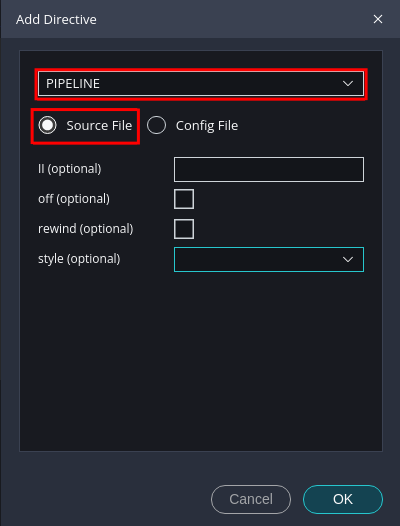 Add Directive
PIPELINE
Source File Config File
II (optional)
off (optional)
rewind (optional)
style (optional)
Cancel OK